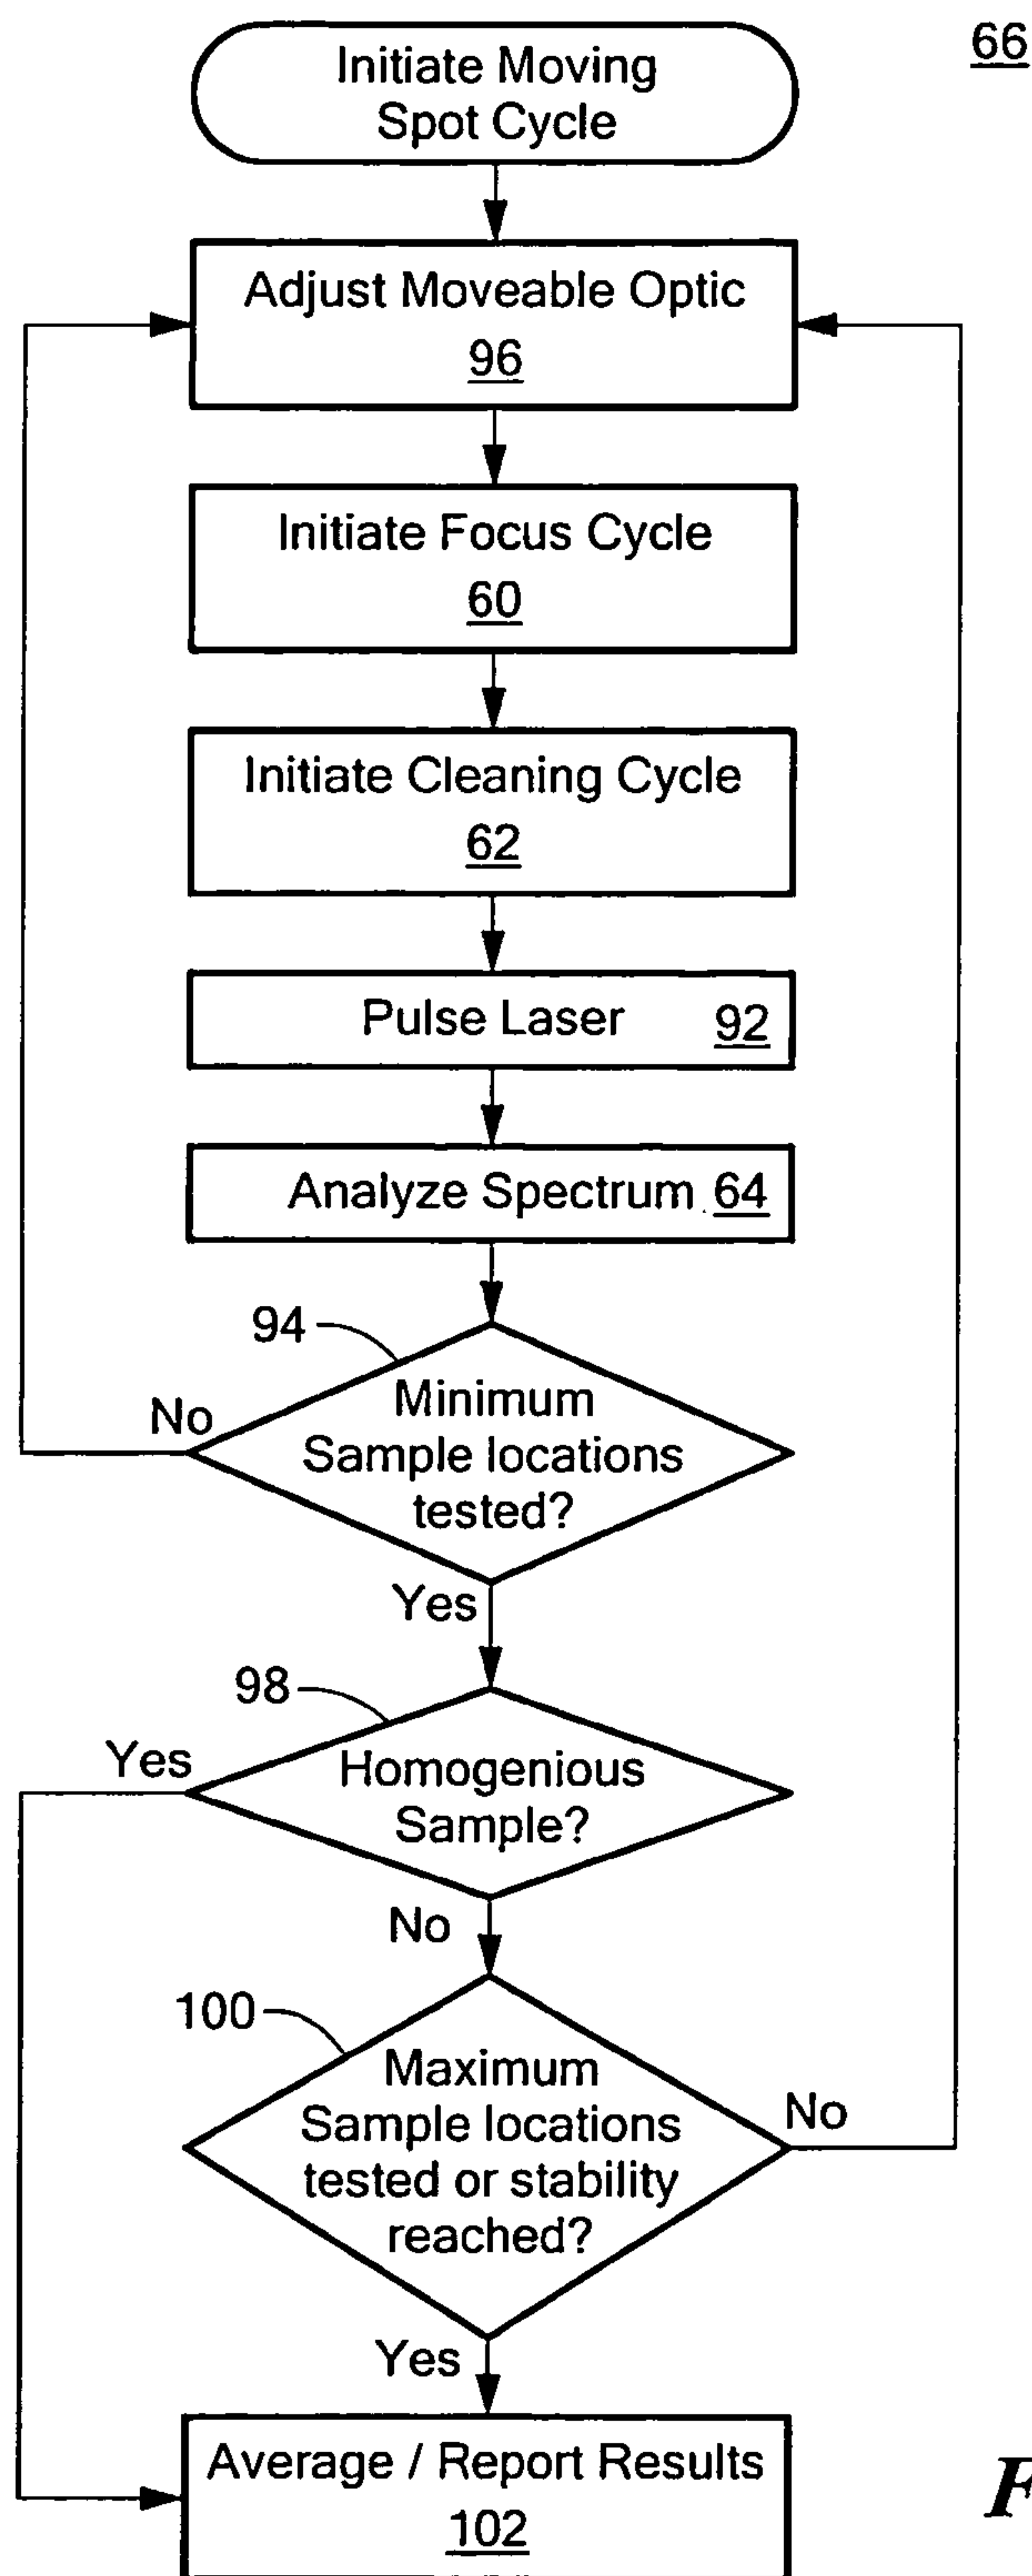 66
Initiate Moving
Spot Cycle
Adjust Moveable Optic
96
Initiate Focus Cycle
60
Initiate Cleaning Cycle
62
Pulse Laser 92
Analyze Spectrum 64
94
Minimum
Sample locations
tested?
No
Yes
98
Homogenious
Sample?
Yes
No
100
Maximum
Sample locations
tested or stability
reached?
No
Yes
Average / Report Results
102
F